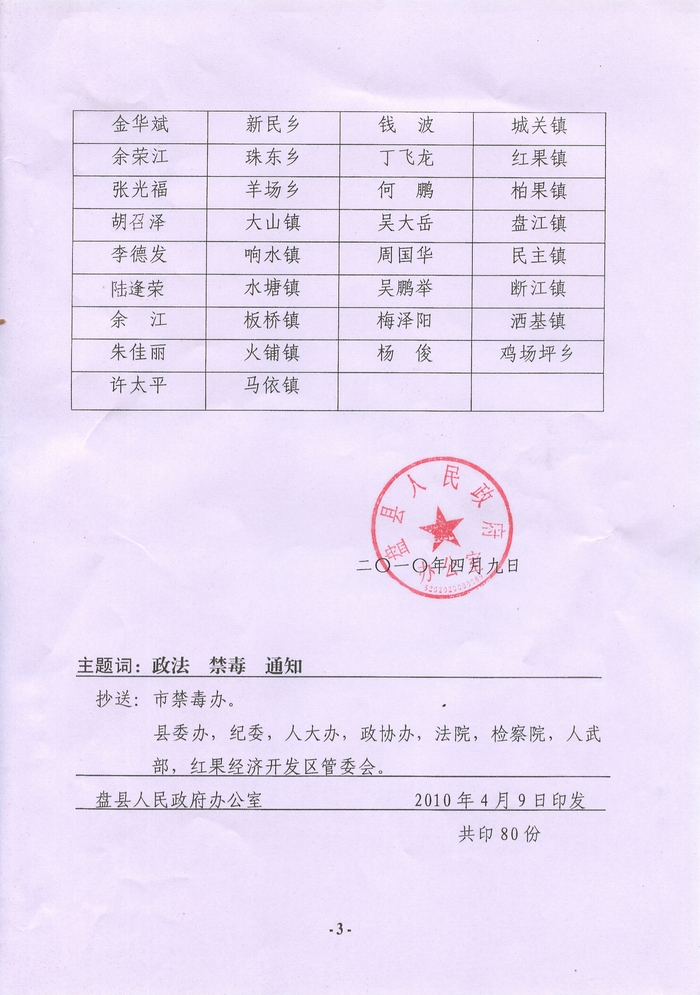 金华斌 新民乡 钱 波 城关镇
余荣江 珠东乡 丁飞龙 红果镇
张光福 羊场乡 何 鹏 柏果镇
胡召泽 大山镇 吴大岳 盘江镇
李德发 响水镇 周国华 民主镇
陆逢荣 水塘镇 吴鹏举 断江镇
余 江 板桥镇 梅泽阳 洒基镇
朱佳丽 火铺镇 杨 俊 鸡场坪乡
许太平 马依镇
盘县人民政府
办公室
二〇一〇年四月九日
主题词：政法 禁毒 通知
抄送：市禁毒办。
县委办，纪委，人大办，政协办，法院，检察院，人武
部，红果经济开发区管委会。
盘县人民政府办公室 2010年4月9日印发
共印80份
-3-